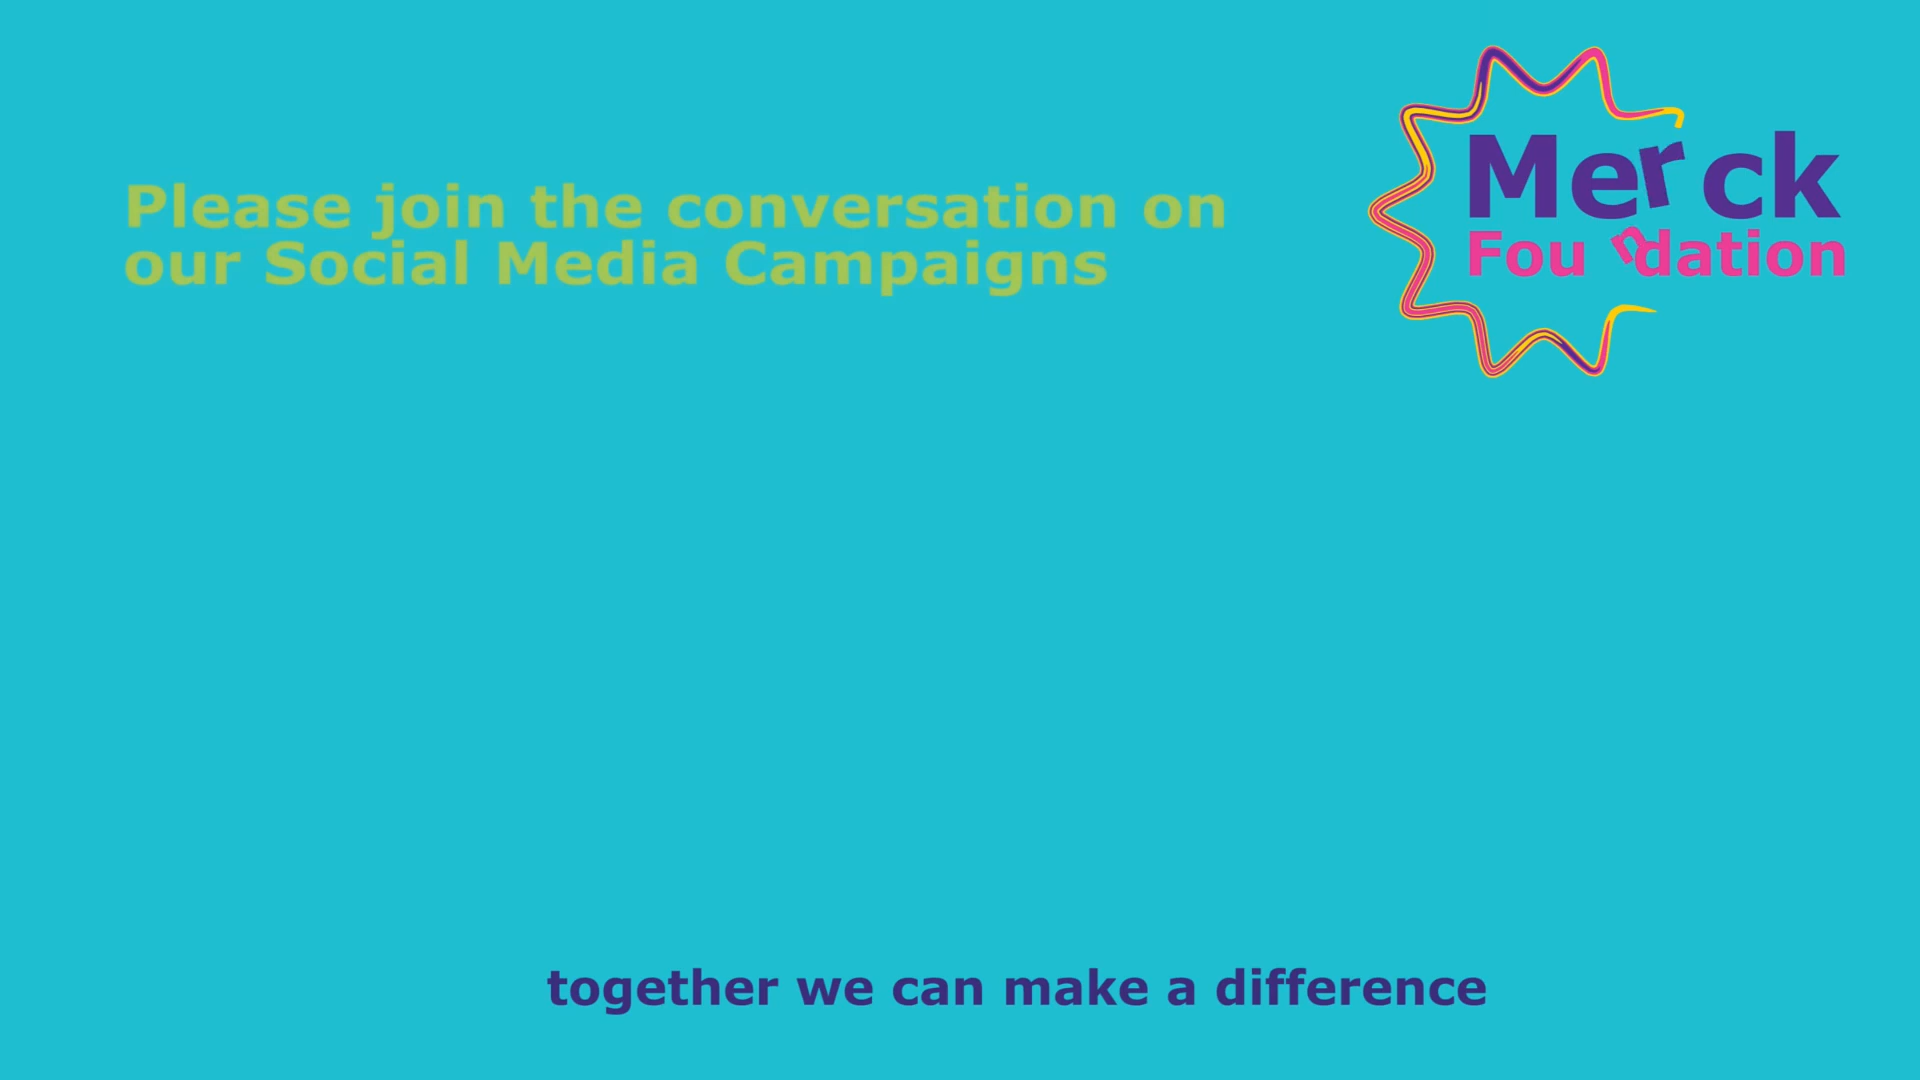 Please join the conversation on
our Social Media Campaigns
Merck
Foundation
together we can make a difference